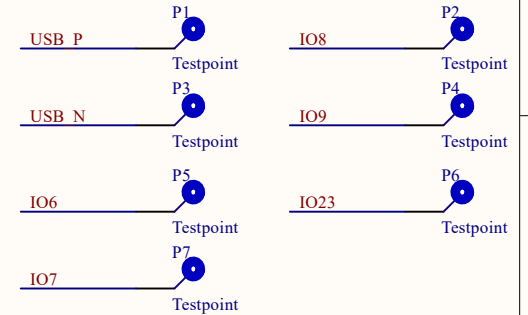 P1
USB_P
Testpoint
P2
IO8
Testpoint
P3
USB_N
Testpoint
P4
IO9
Testpoint
P5
IO6
Testpoint
P6
IO23
Testpoint
P7
IO7
Testpoint